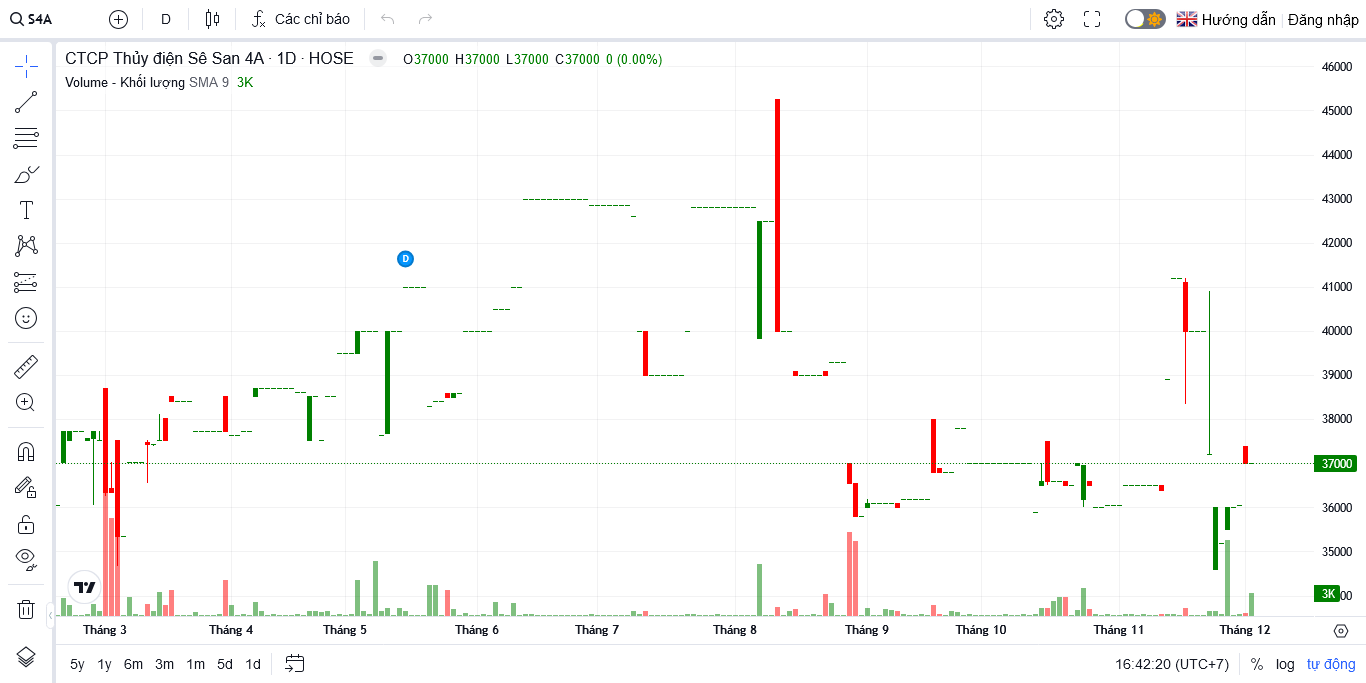 S4A D Các chỉ báo Hướng dẫn Đăng nhập
CTCP Thủy điện Sê San 4A · 1D · HOSE O37000 H37000 L37000 C37000 0 (0.00%)
Volume - Khối lượng SMA 9 3K
46000
45000
44000
43000
42000
D
41000
40000
39000
38000
37000
36000
35000
3K
Tháng 3 Tháng 4 Tháng 5 Tháng 6 Tháng 7 Tháng 8 Tháng 9 Tháng 10 Tháng 11 Tháng 12
5y 1y 6m 3m 1m 5d 1d 16:42:20 (UTC+7) % log tự động